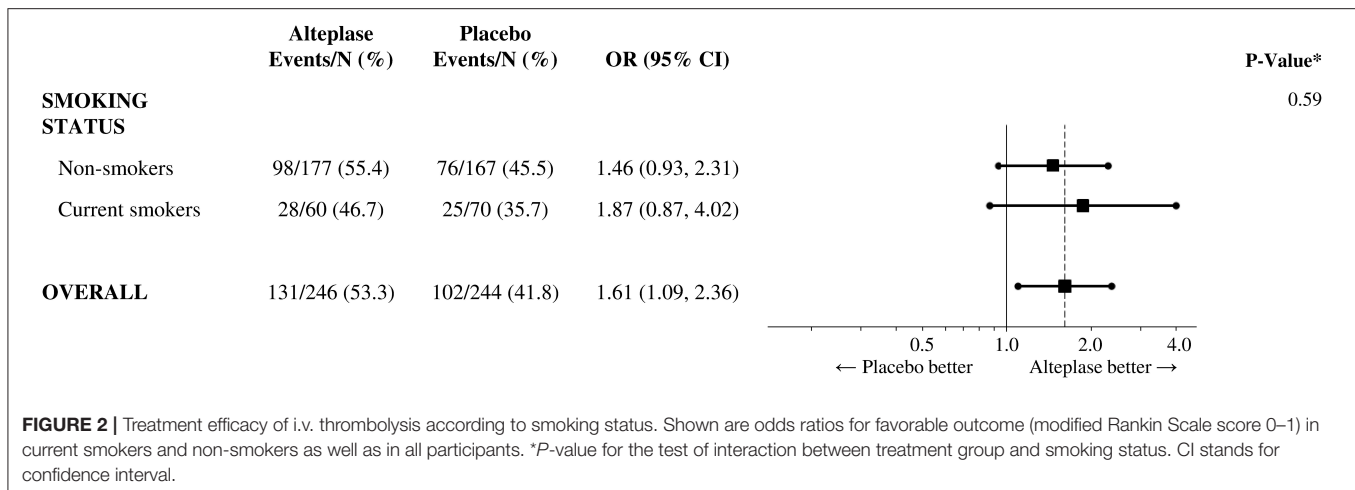 Alteplase Placebo
Events/N (%) Events/N (%) OR (95% CI) P-Value*
SMOKING 0.59
STATUS
Non-smokers 98/177 (55.4) 76/167 (45.5) 1.46 (0.93, 2.31)
Current smokers 28/60 (46.7) 25/70 (35.7) 1.87 (0.87, 4.02)
OVERALL 131/246 (53.3) 102/244 (41.8) 1.61 (1.09, 2.36)
0.5 1.0 2.0 4.0
← Placebo better Alteplase better →
FIGURE 2 | Treatment efficacy of i.v. thrombolysis according to smoking status. Shown are odds ratios for favorable outcome (modified Rankin Scale score 0–1) in
current smokers and non-smokers as well as in all participants. *P-value for the test of interaction between treatment group and smoking status. CI stands for
confidence interval.